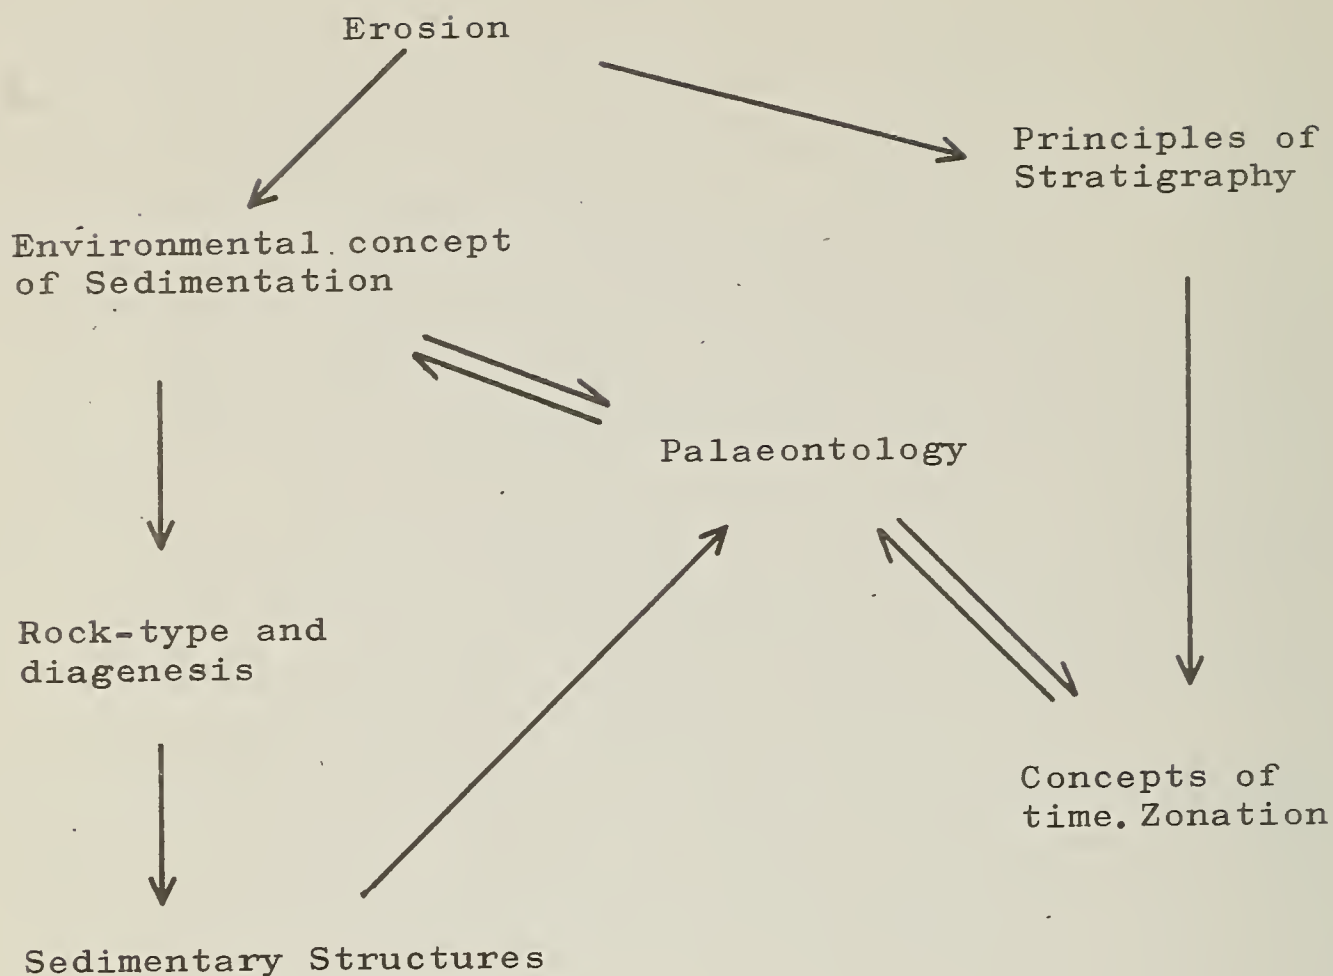 Erosion
Principles of
Stratigraphy
Environmental concept
of Sedimentation
Palaeontology
Rock-type and
diagenesis
Concepts of
time. Zonation
Sedimentary Structures